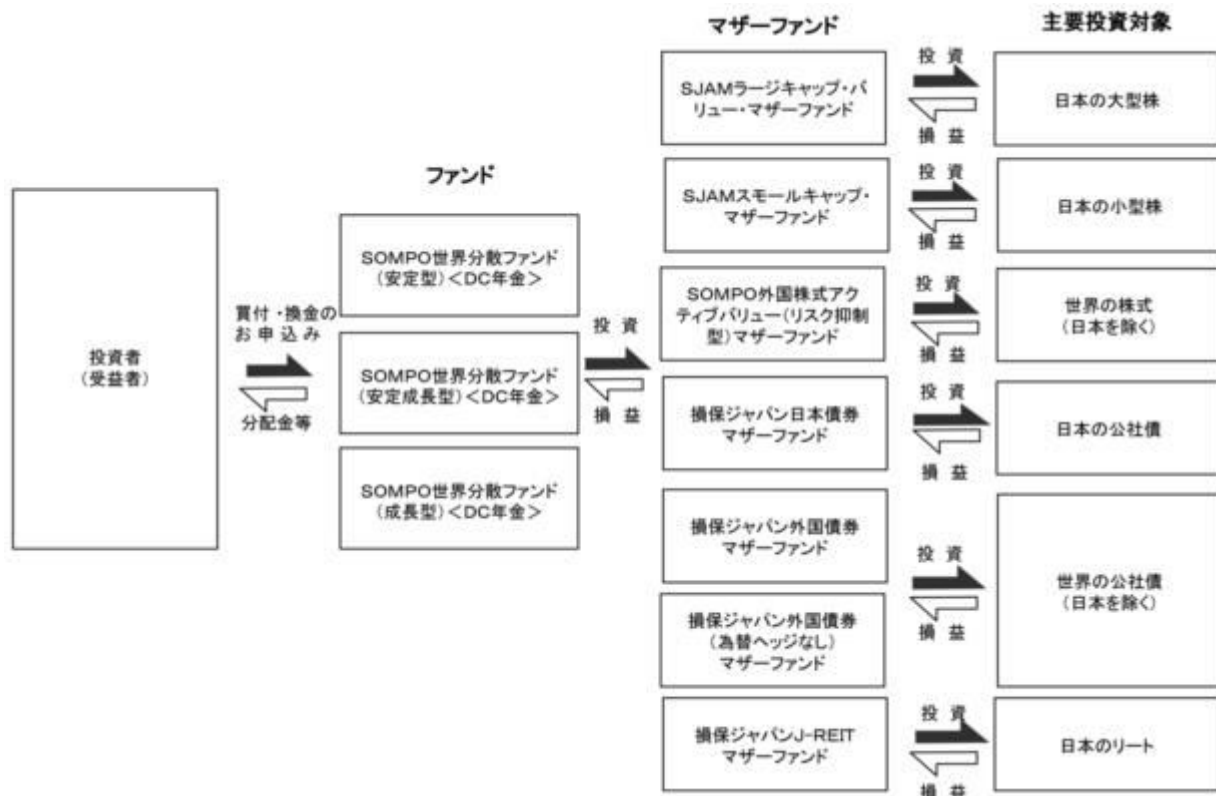 マザーファンド
主要投資対象
SJAMラージキャップ・バ
リュー・マザーファンド
投 資
損 益
日本の大型株
ファンド
SJAMスモールキャップ・
マザーファンド
投 資
損 益
日本の小型株
投資者
(受益者)
買付・換金の
お 申 込 み
分配金等
SOMPO世界分散ファンド
(安定型)<DC年金>
SOMPO世界分散ファンド
(安定成長型)<DC年金>
SOMPO世界分散ファンド
(成長型)<DC年金>
投 資
損 益
SOMPO外国株式アク
ティブバリュー(リスク抑制
型)マザーファンド
投 資
損 益
世界の株式
(日本を除く)
損保ジャパン日本債券
マザーファンド
投 資
損 益
日本の公社債
損保ジャパン外国債券
マザーファンド
損保ジャパン外国債券
(為替ヘッジなし)
マザーファンド
投 資
損 益
世界の公社債
(日本を除く)
損保ジャパンJ-REIT
マザーファンド
投 資
損 益
日本のリート